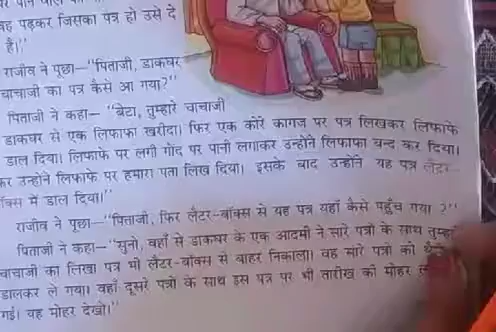 वह पढ़कर जिसका पत्र हो उसे दे
है।"
राजीव ने पूछा—"पिताजी, डाकघर
चाचाजी का पत्र कैसे आ गया?"
पिताजी ने कहा— "बेटा, तुम्हारे चाचाजी
डाकघर से एक लिफाफा खरीदा। फिर एक कोरे कागज पर पत्र लिखकर लिफाफे
डाल दिया। लिफाफे पर लगी गोंद पर पानी लगाकर उन्होंने लिफाफा बन्द कर दिया।
उन्होंने लिफाफे पर हमारा पता लिख दिया। इसके बाद उन्होंने यह पत्र लैटर-
में डाल दिया।"
राजीव ने पूछा—"पिताजी, फिर लैटर-बॉक्स से यह पत्र यहाँ कैसे पहुँच गया ?"
पिताजी ने कहा—"सुनो, वहाँ से डाकघर के एक आदमी ने सारे पत्रों के साथ
चाचाजी का लिखा पत्र भी लैटर-बॉक्स से बाहर निकाला। वह सारे पत्रों को
डालकर ले गया। वहाँ दूसरे पत्रों के साथ इस पत्र पर भी तारीख की मोहर
गई। यह मोहर देखो।"